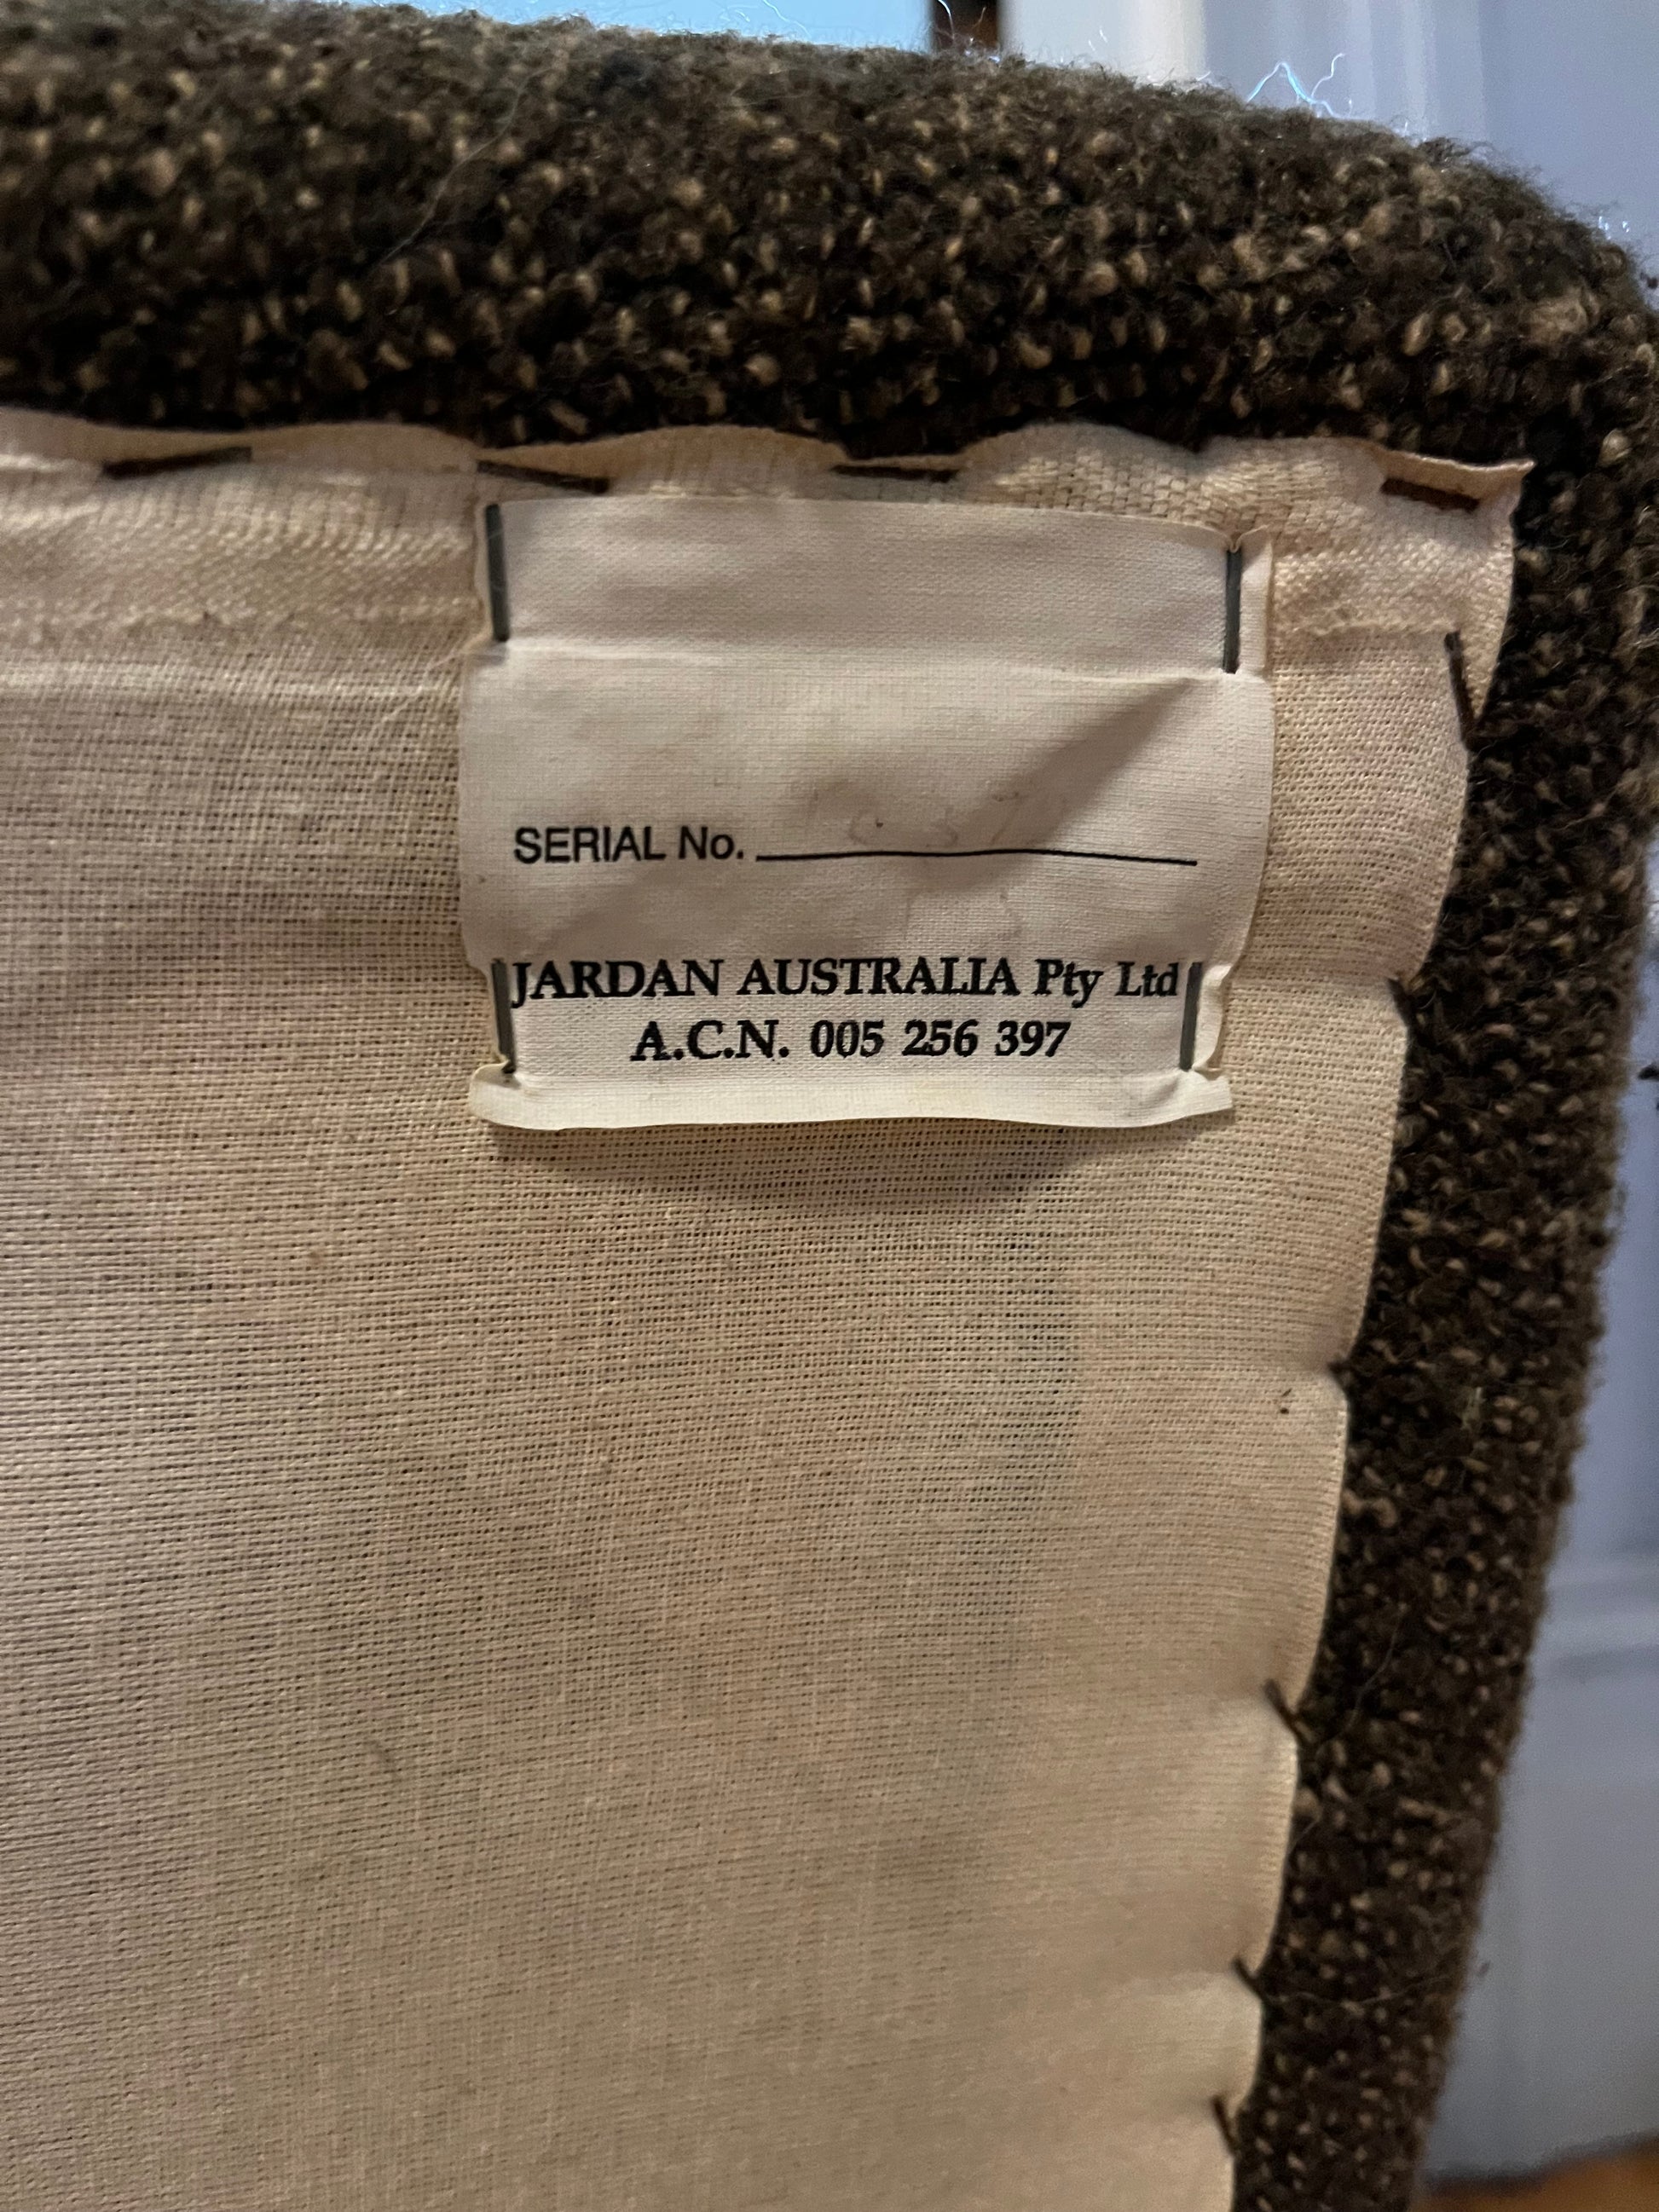 SERIAL No.
JARDAN AUSTRALIA Pty Ltd
A.C.N. 005 256 397